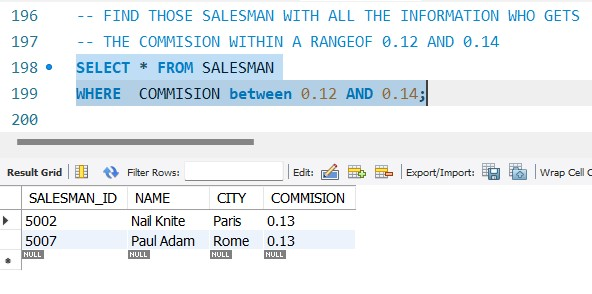 196 -- FIND THOSE SALESMAN WITH ALL THE INFORMATION WHO GETS
197 -- THE COMMISION WITHIN A RANGEOF 0.12 AND 0.14
198 SELECT * FROM SALESMAN
199 WHERE  COMMISION between 0.12 AND 0.14;
200
Result Grid Filter Rows: Edit: Export/Import: Wrap Cell C
SALESMAN_ID NAME CITY COMMISION
5002 Nail Knite Paris 0.13
5007 Paul Adam Rome 0.13
NULL NULL NULL NULL